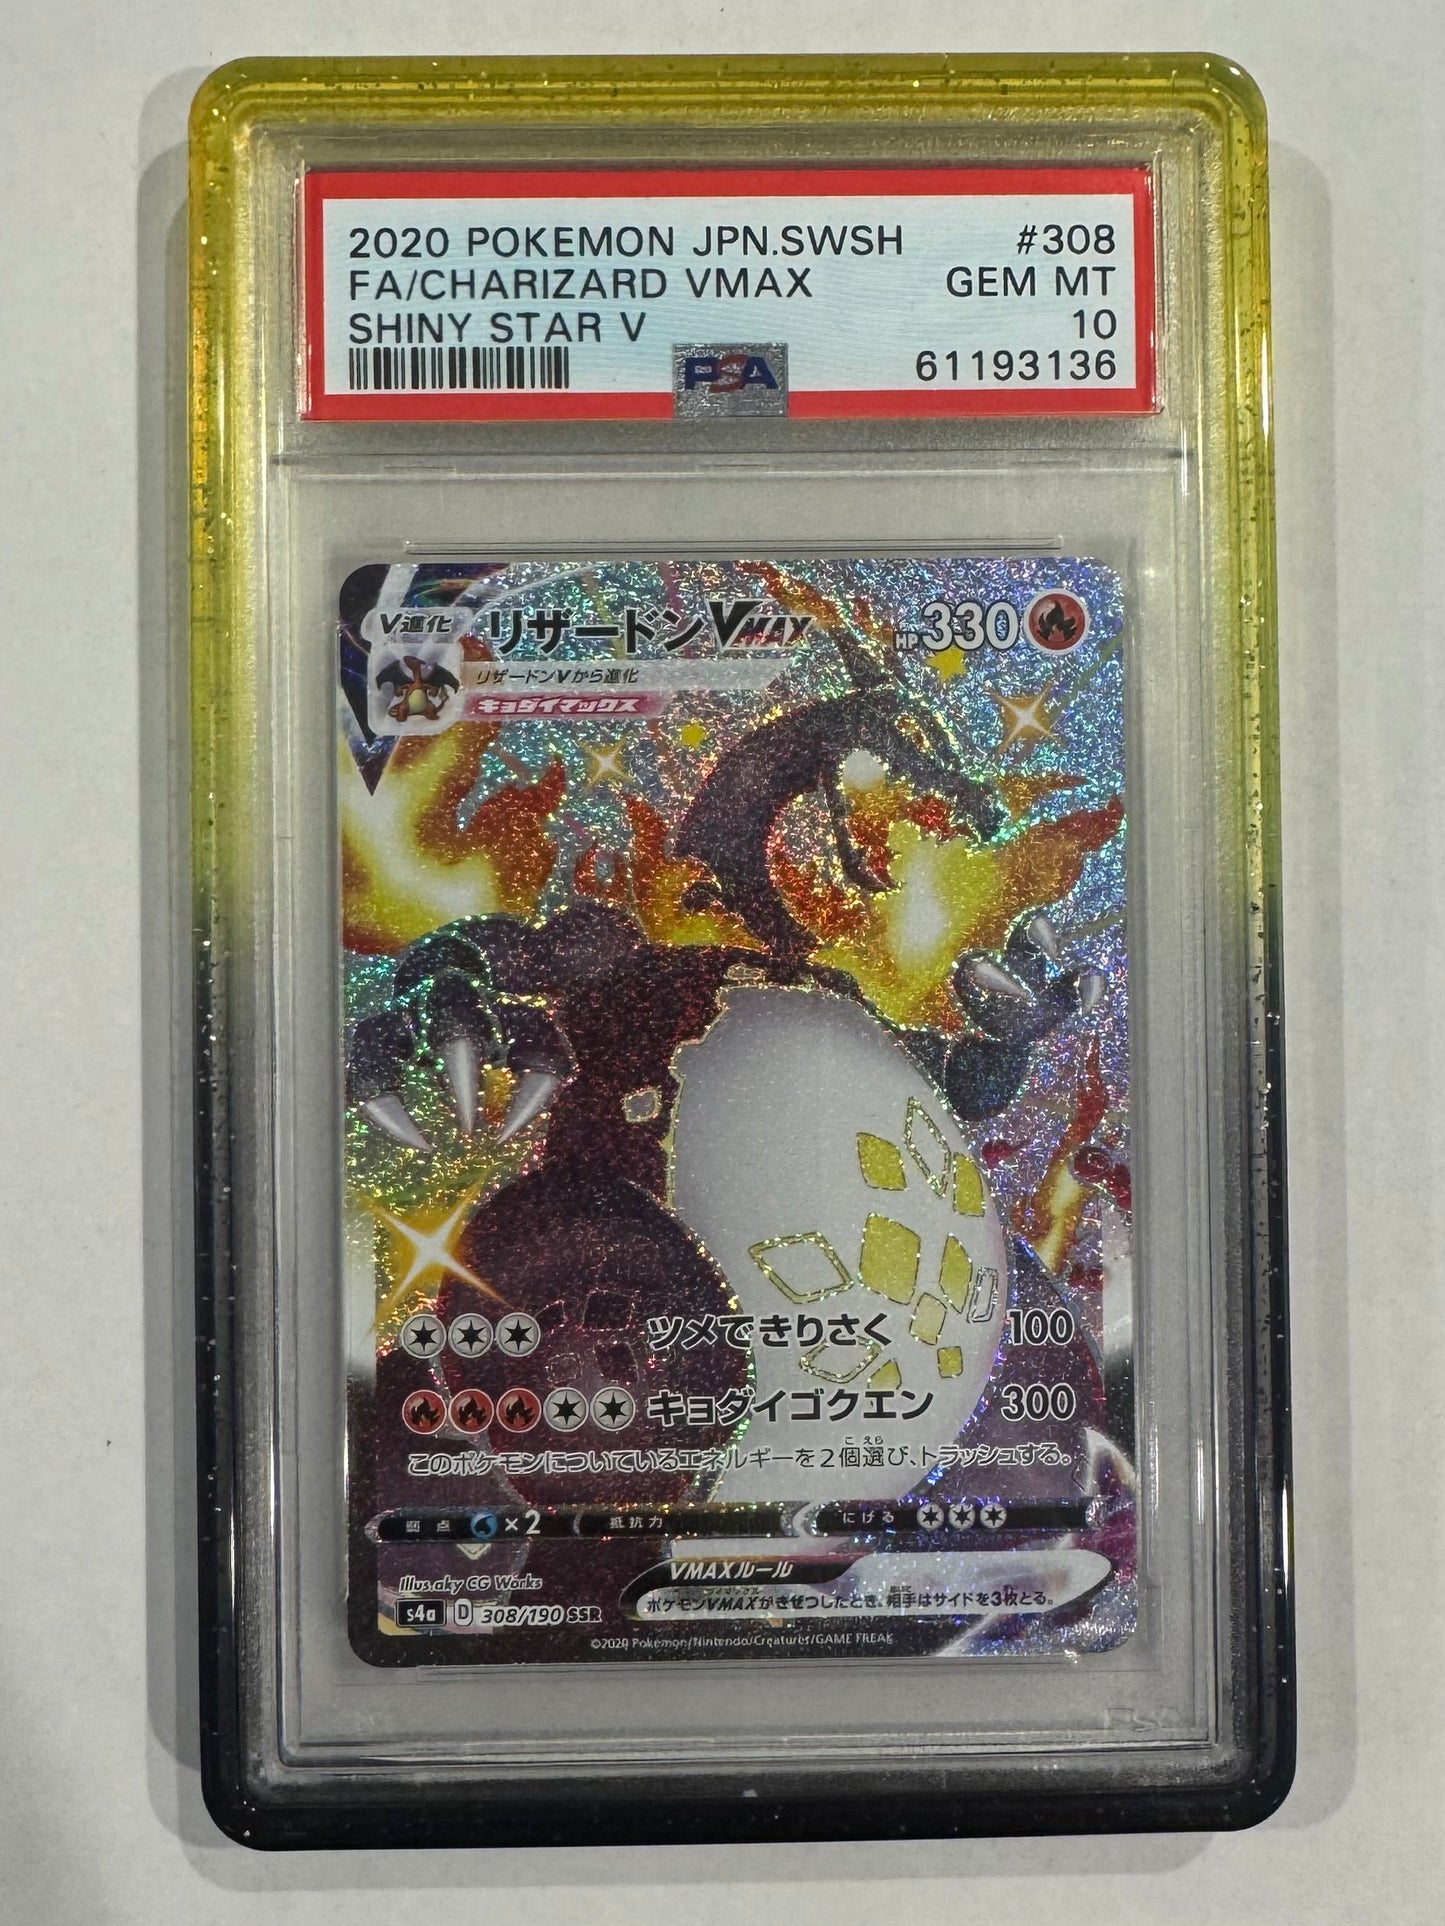 2020 POKEMON JPN.SWSH #308
FA/CHARIZARD VMAX GEM MT
SHINY STAR V 10
PSA 61193136
V進化 リザードンVMAX HP330
リザードンVから進化
キョダイマックス
ツメできりさく 100
キョダイゴクエン 300
こ えら
このポケモンについているエネルギーを2個選び、トラッシュする。
弱点 ×2 抵抗力 にげる
VMAXルール
ポケモンVMAXがきぜつしたとき、相手はサイドを3枚とる。
Illus.aky CG Works
s4a D 308/190 SSR
©2020 Pokémon/Nintendo/Creatures/GAME FREAK
PSA